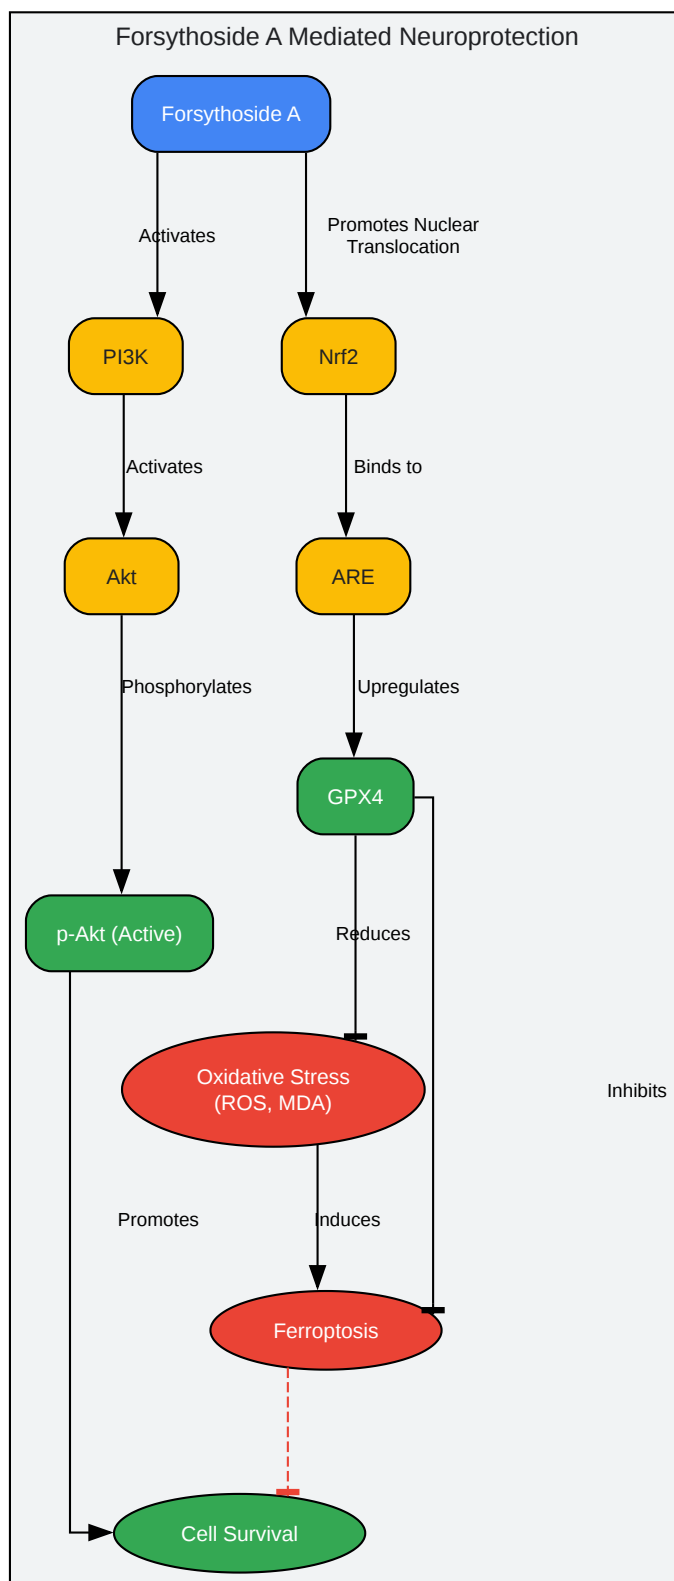 Forsythoside A Mediated Neuroprotection
Forsythoside A
Activates
Promotes Nuclear
Translocation
PI3K
Nrf2
Activates
Binds to
Akt
ARE
Phosphorylates
Upregulates
GPX4
p-Akt (Active)
Reduces
Oxidative Stress
(ROS, MDA)
Inhibits
Promotes
Induces
Ferroptosis
Cell Survival